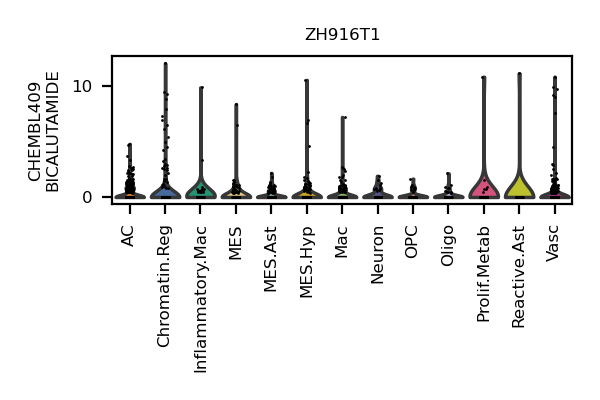 ZH916T1
CHEMBL409
BICALUTAMIDE
10
0
AC
Chromatin.Reg
Inflammatory.Mac
MES
MES.Ast
MES.Hyp
Mac
Neuron
OPC
Oligo
Prolif.Metab
Reactive.Ast
Vasc